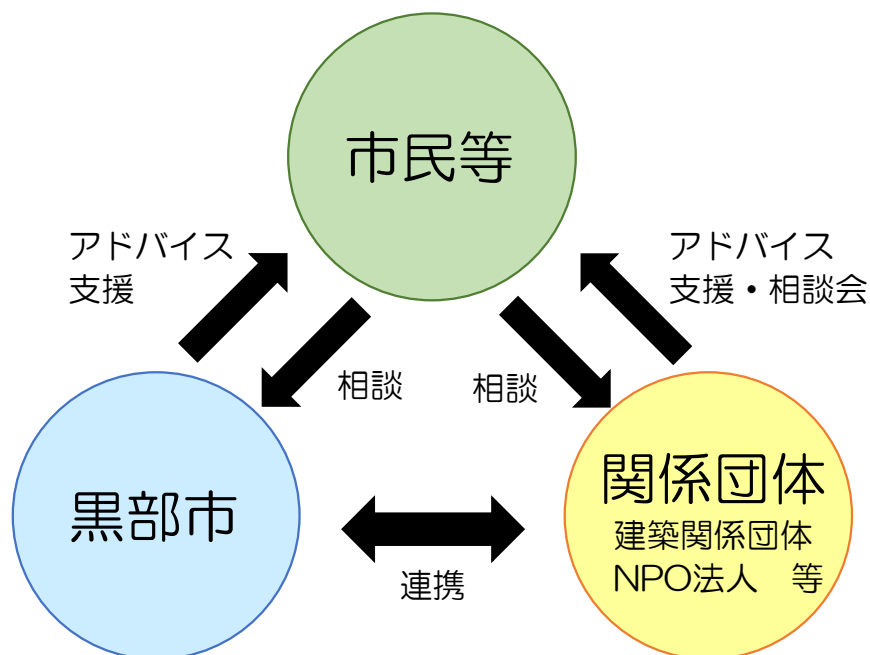 市民等
アドバイス
支援
アドバイス
支援・相談会
相談
相談
黒部市
関係団体
建築関係団体
NPO法人　等
連携